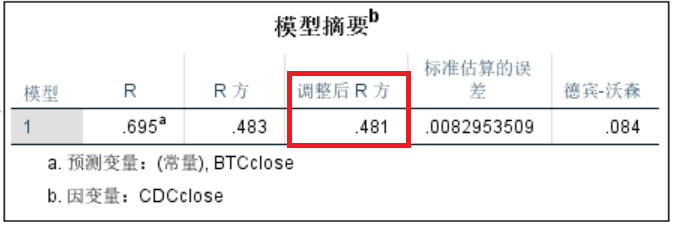 模型摘要b
模型 R R 方 调整后 R 方 标准估算的误差 德宾-沃森
1 .695a .483 .481 .0082953509 .084
a. 预测变量：(常量), BTCclose
b. 因变量：CDCclose